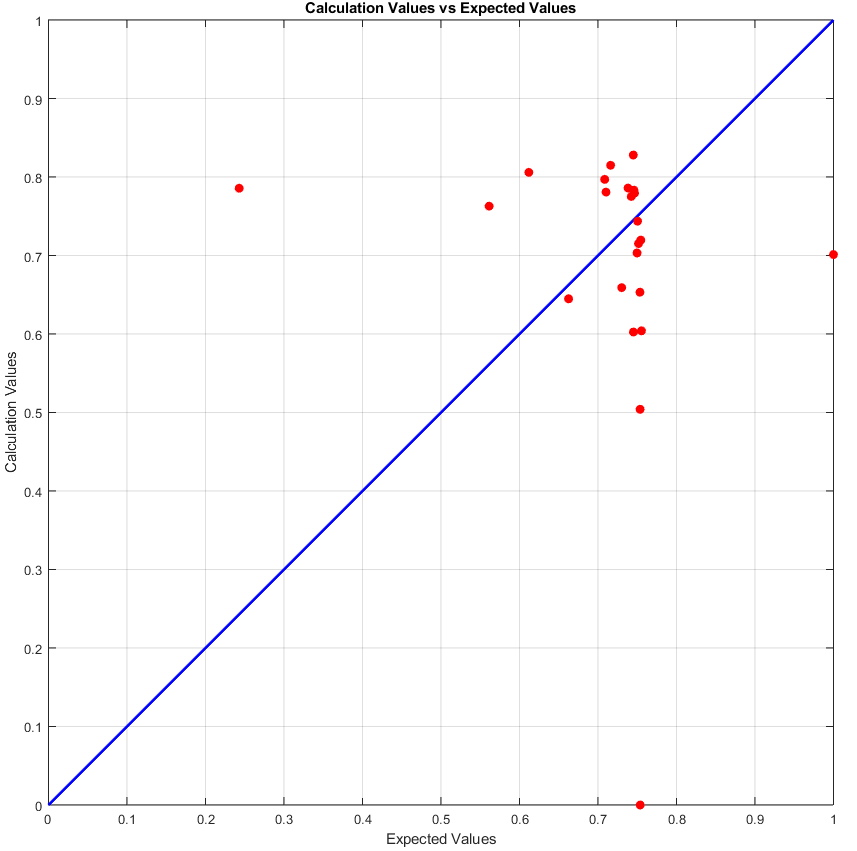 Calculation Values vs Expected Values
1
0.9
0.8
0.7
0.6
0.5
0.4
0.3
0.2
0.1
0
Calculation Values
0 0.1 0.2 0.3 0.4 0.5 0.6 0.7 0.8 0.9 1
Expected Values